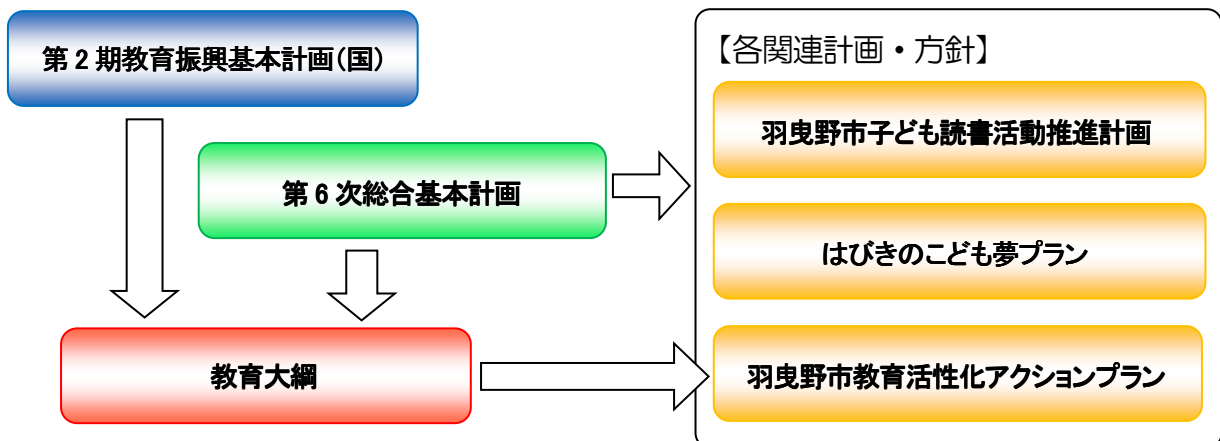 第2期教育振興基本計画(国)
第6次総合基本計画
教育大綱
【各関連計画・方針】
羽曳野市子ども読書活動推進計画
はびきのこども夢プラン
羽曳野市教育活性化アクションプラン